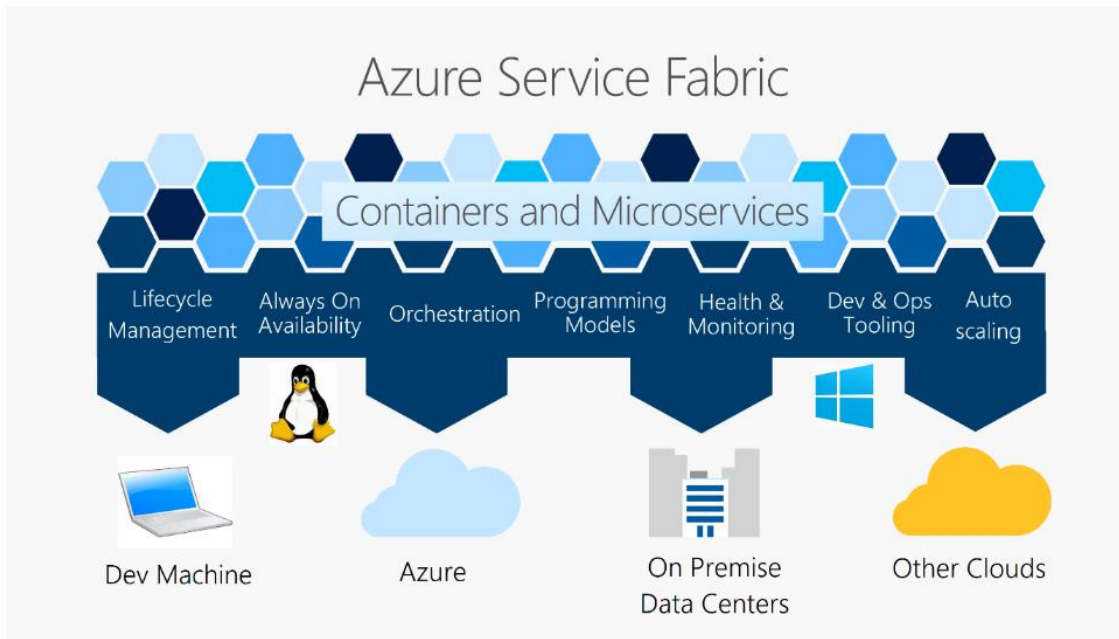 Azure Service Fabric
Containers and Microservices
Lifecycle
Management
Always On
Availability
Orchestration
Programming
Models
Health &
Monitoring
Dev & Ops
Tooling
Auto
scaling
Dev Machine
Azure
On Premise
Data Centers
Other Clouds